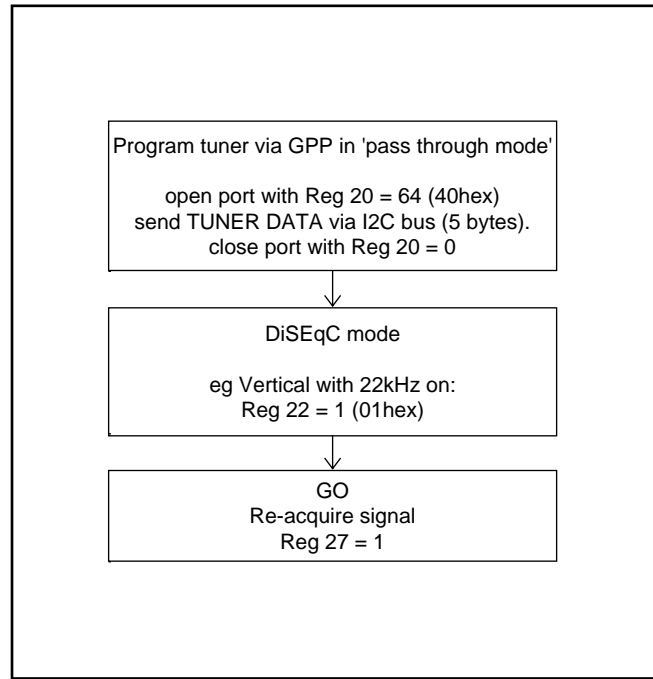 Program tuner via GPP in 'pass through mode'
open port with Reg 20 = 64 (40hex)
send TUNER DATA via I2C bus (5 bytes).
close port with Reg 20 = 0
DiSEqC mode
eg Vertical with 22kHz on:
Reg 22 = 1 (01hex)
GO
Re-acquire signal
Reg 27 = 1